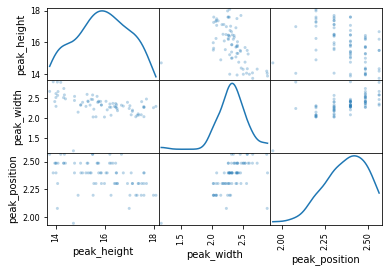 18
16
14
peak_height
2.5
2.0
1.5
peak_width
2.50
2.25
2.00
peak_position
14 16 18 1.5 2.0 2.5 2.00 2.25 2.50
peak_height peak_width peak_position